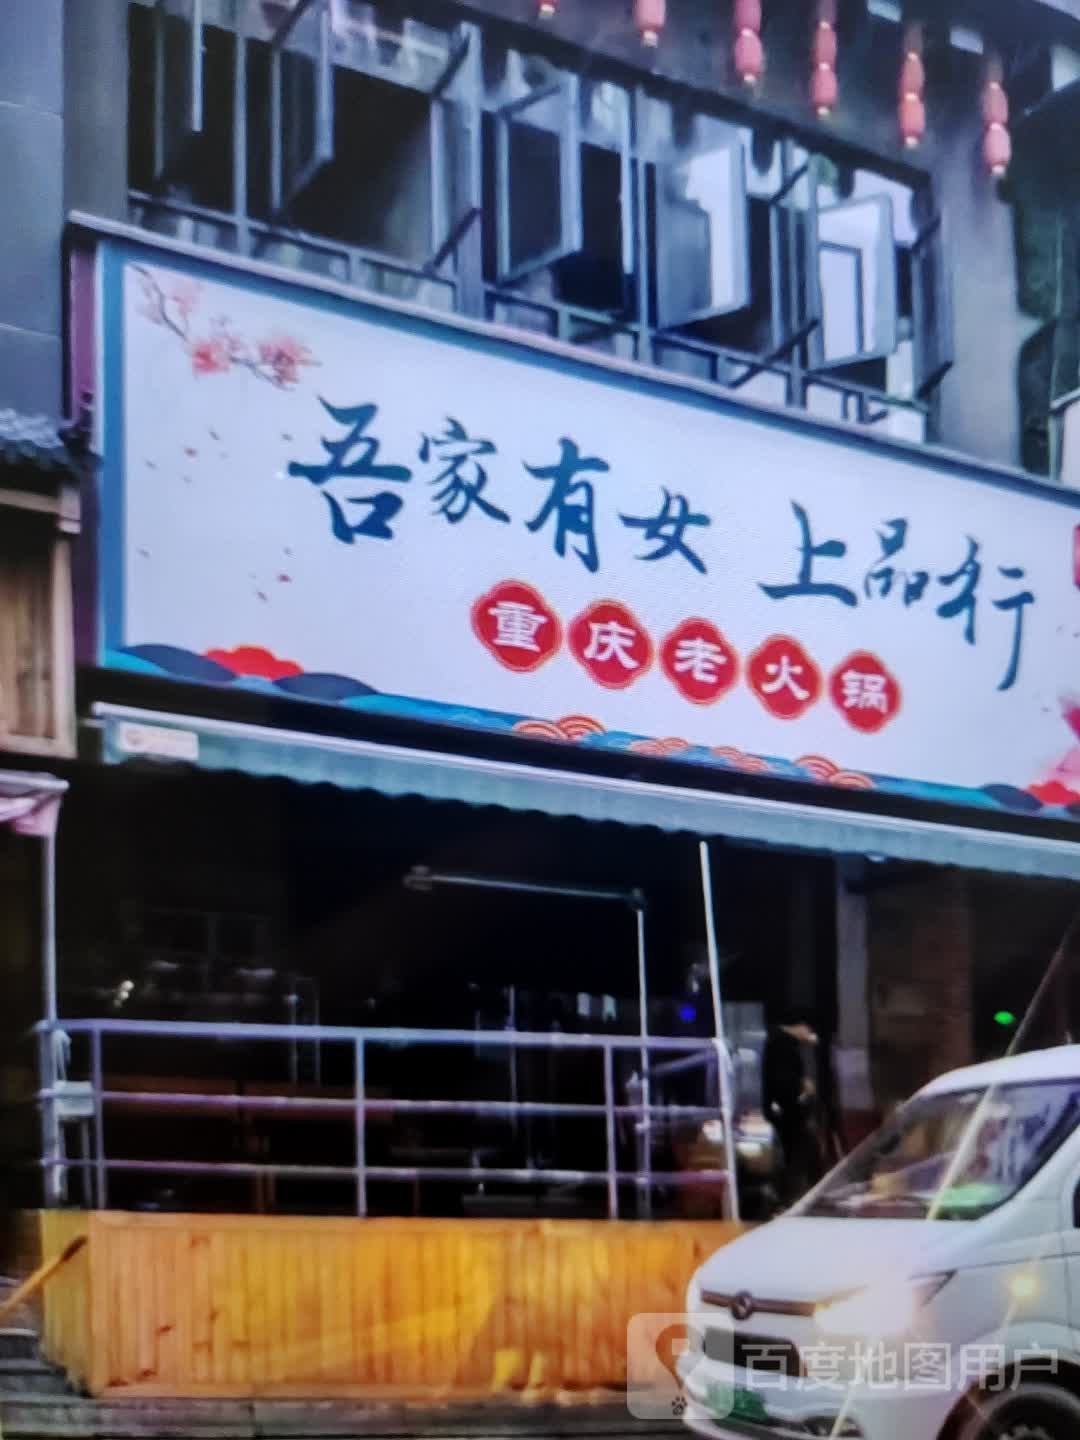 吾家有女 上品行
重庆老火锅
百度地图用户